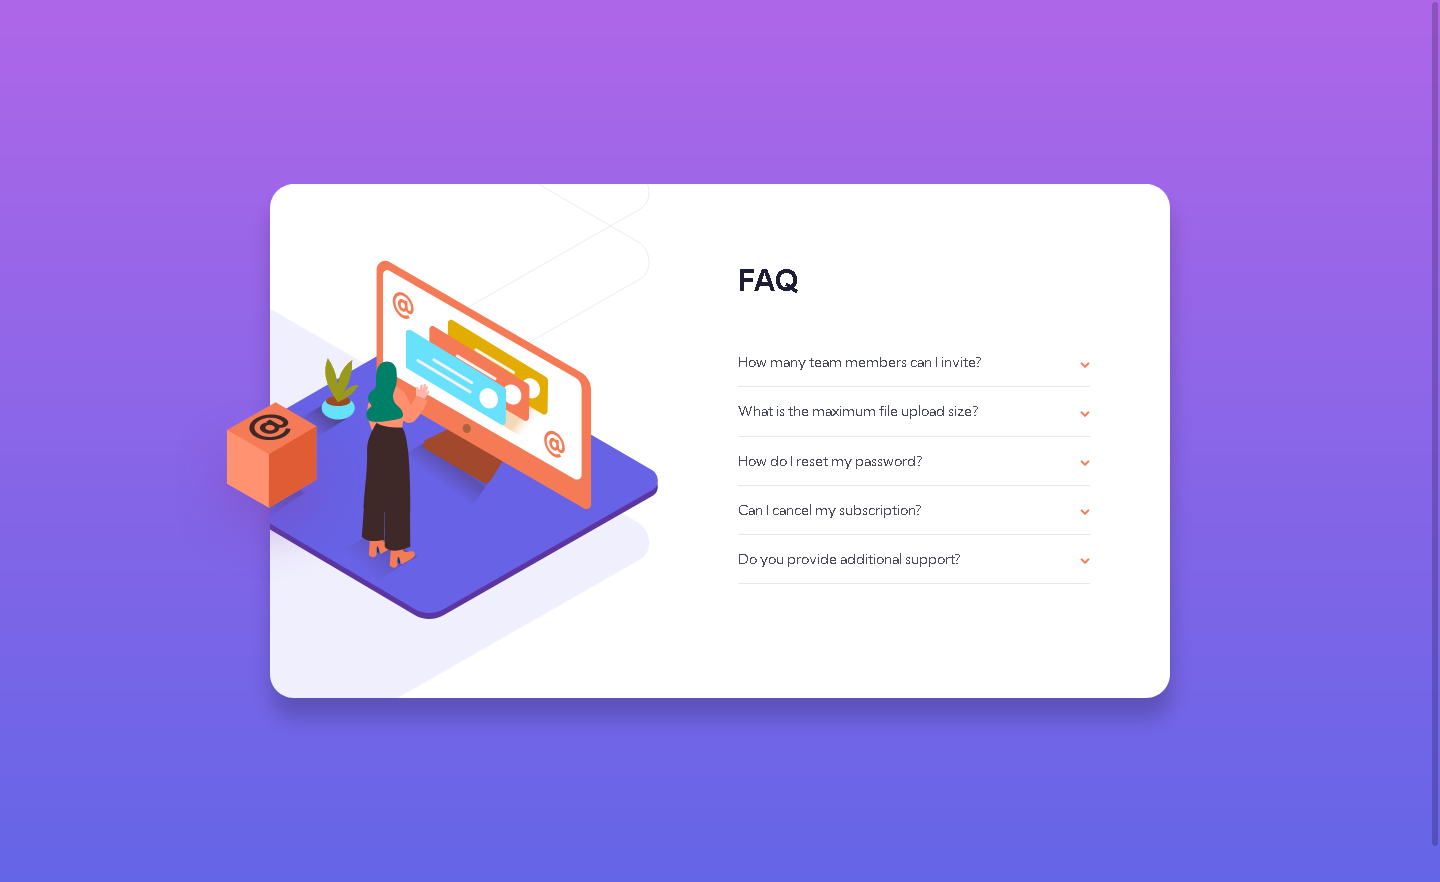 FAQ
How many team members can I invite?
What is the maximum file upload size?
How do I reset my password?
Can I cancel my subscription?
Do you provide additional support?
@
@
@